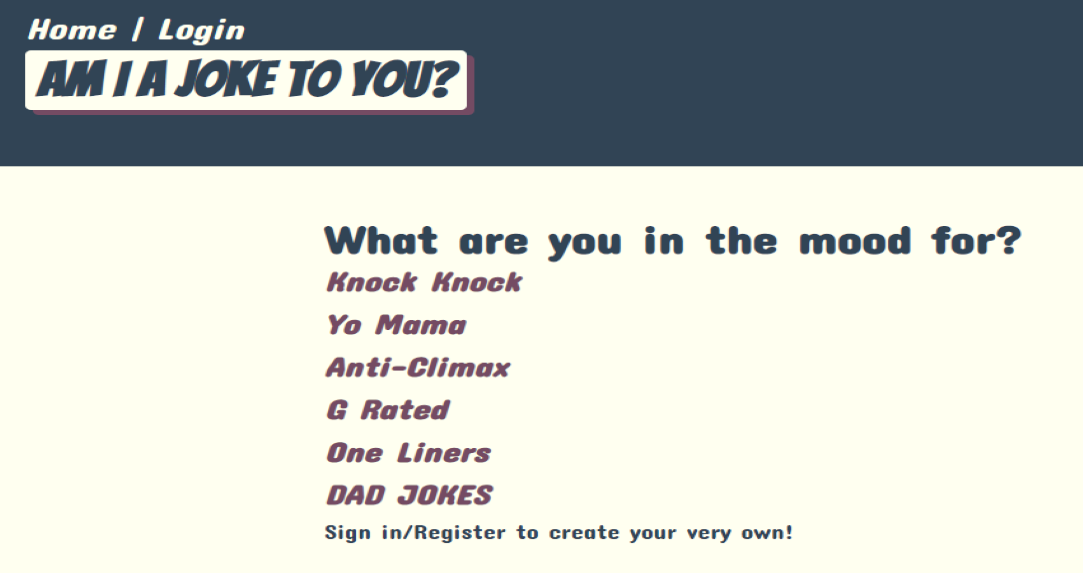 Home | Login
AM I A JOKE TO YOU?
What are you in the mood for?
Knock Knock
Yo Mama
Anti-Climax
G Rated
One Liners
DAD JOKES
Sign in/Register to create your very own!